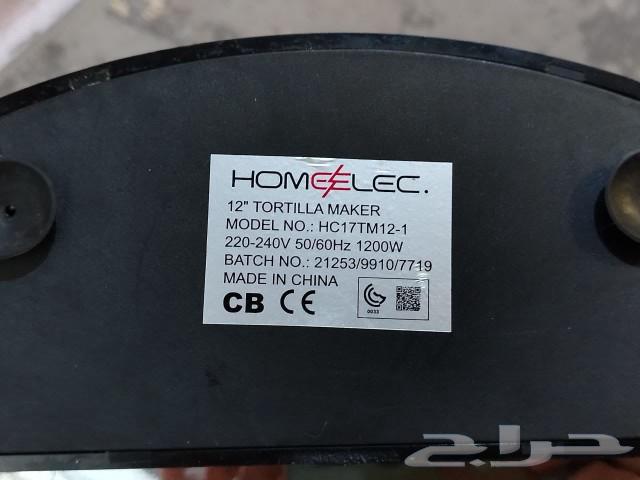 HOMEELEC.
12" TORTILLA MAKER
MODEL NO.: HC17TM12-1
220-240V 50/60Hz 1200W
BATCH NO.: 21253/9910/7719
MADE IN CHINA
CB CE
0033
حراج